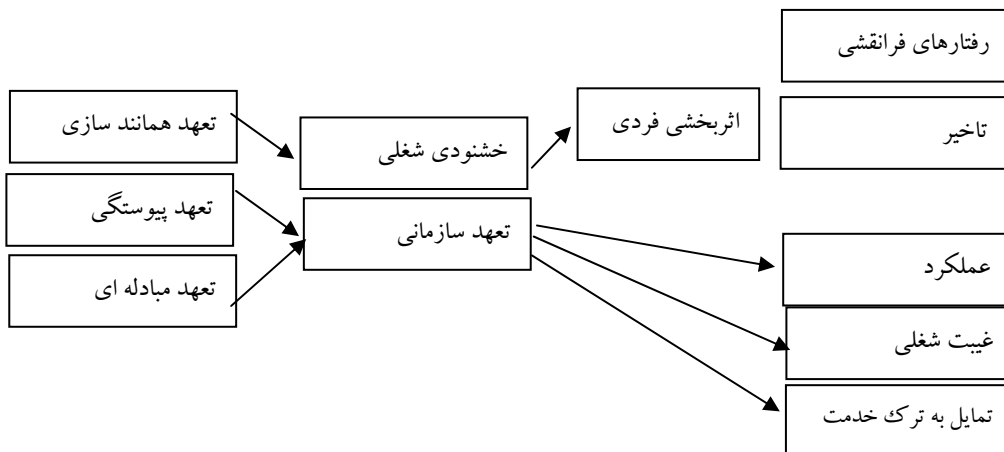 رفتارهای فرانقشی
تاخیر
اثربخشی فردی
تعهد همانند سازی
خشنودی شغلی
تعهد پیوستگی
تعهد سازمانی
عملکرد
تعهد مبادله ای
غیبت شغلی
تمایل به ترک خدمت